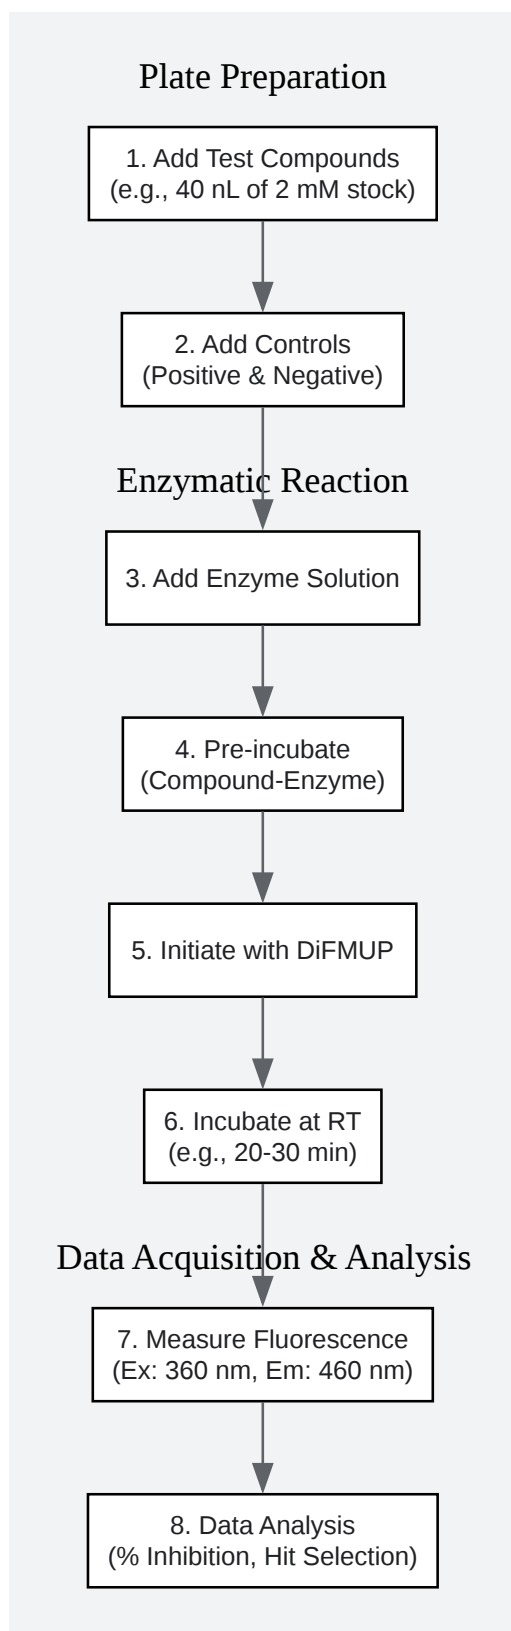 Plate Preparation
1. Add Test Compounds
(e.g., 40 nL of 2 mM stock)
2. Add Controls
(Positive & Negative)
Enzymatic Reaction
3. Add Enzyme Solution
4. Pre-incubate
(Compound-Enzyme)
5. Initiate with DiFMUP
6. Incubate at RT
(e.g., 20-30 min)
Data Acquisition & Analysis
7. Measure Fluorescence
(Ex: 360 nm, Em: 460 nm)
8. Data Analysis
(% Inhibition, Hit Selection)